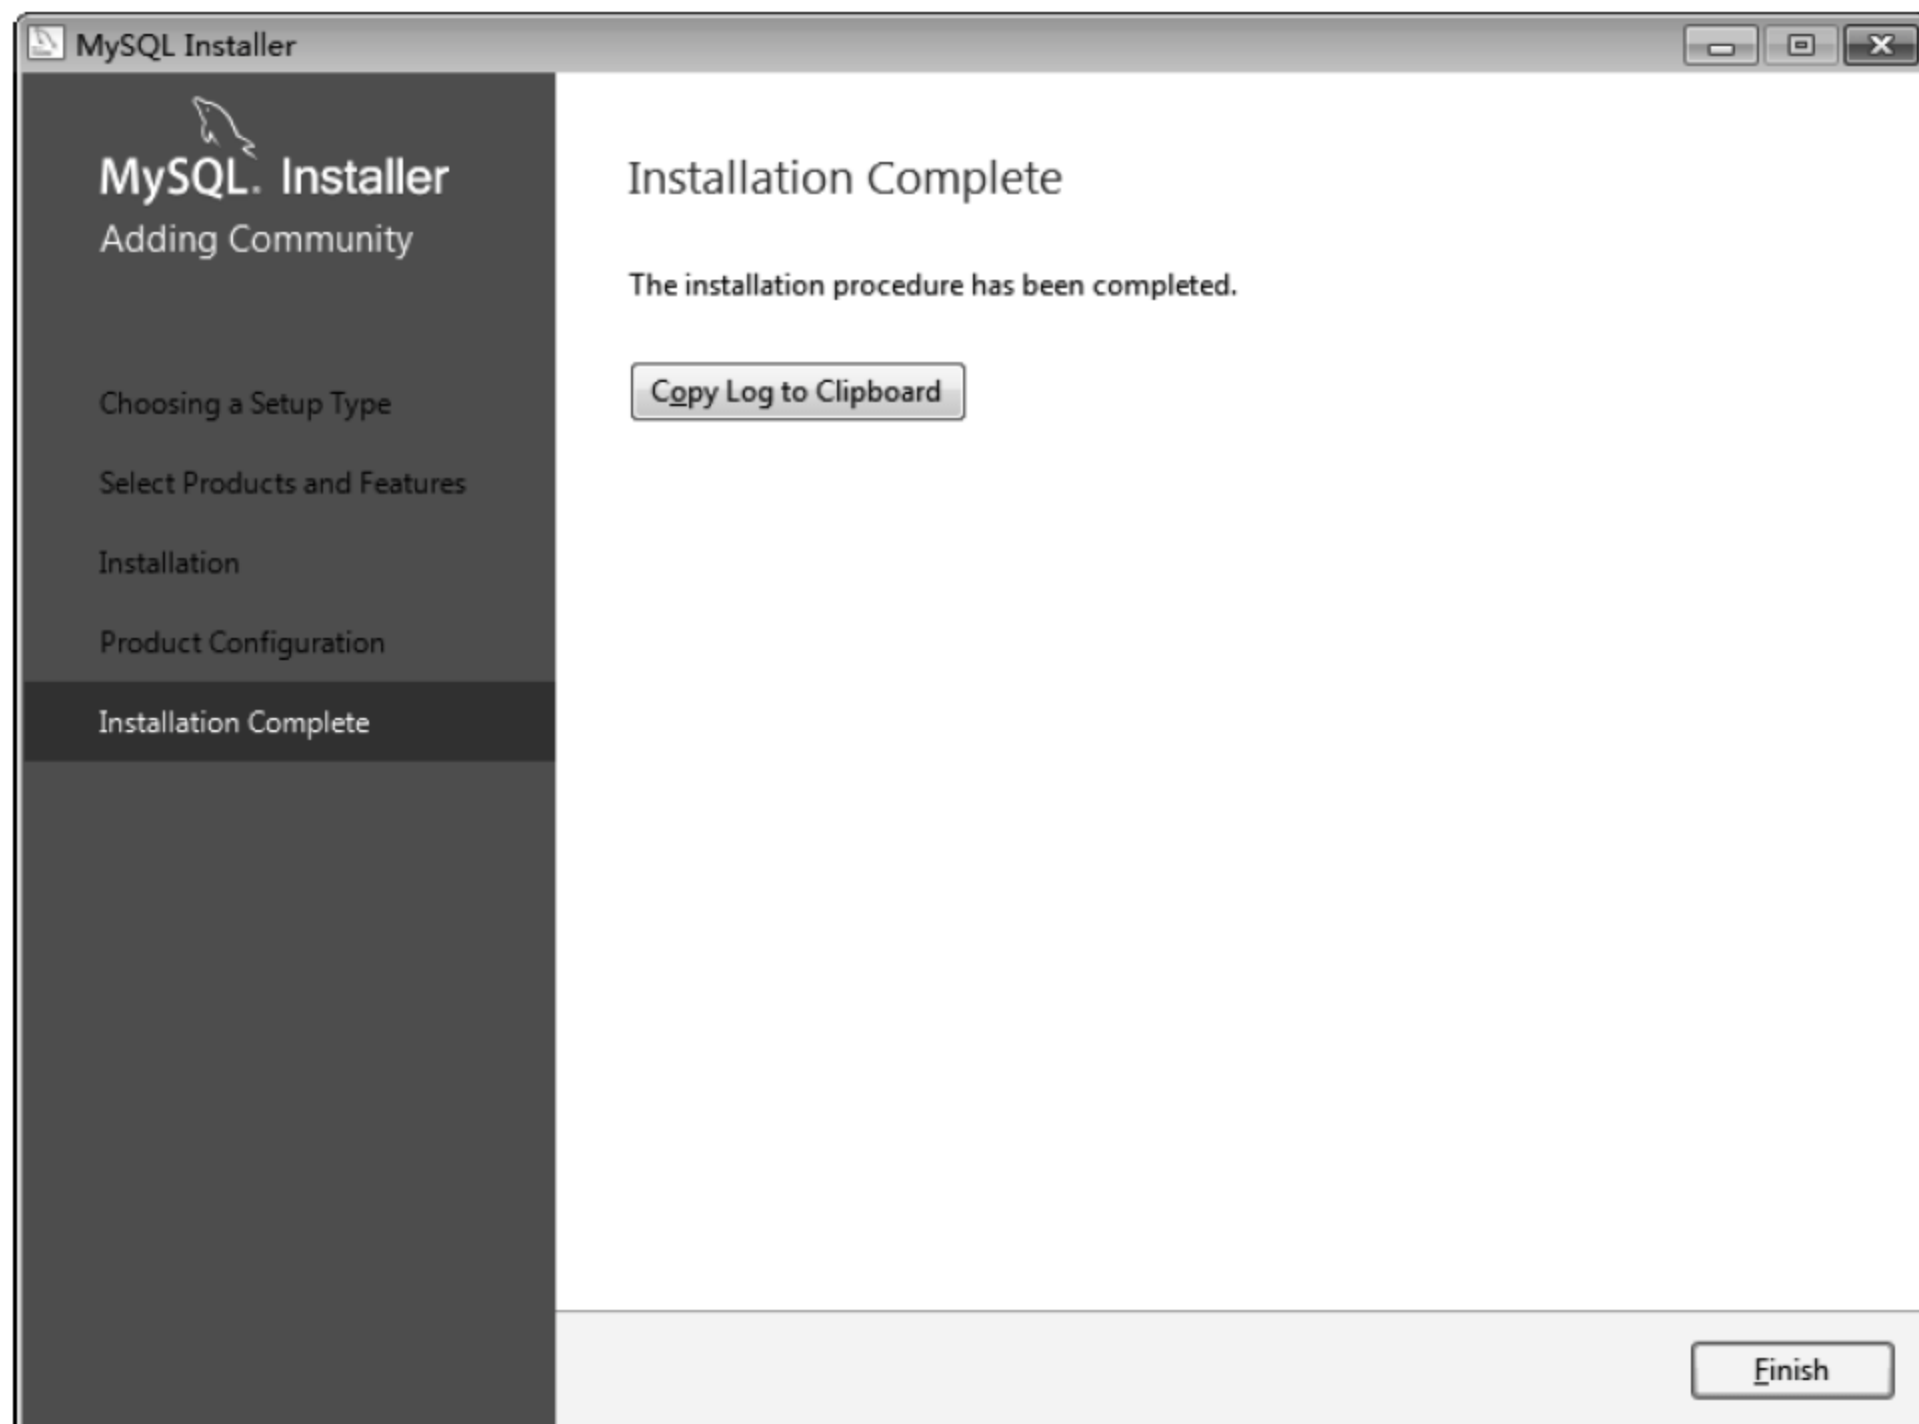 MySQL Installer
MySQL. Installer
Adding Community
Choosing a Setup Type
Select Products and Features
Installation
Product Configuration
Installation Complete
Installation Complete
The installation procedure has been completed.
Copy Log to Clipboard
Finish